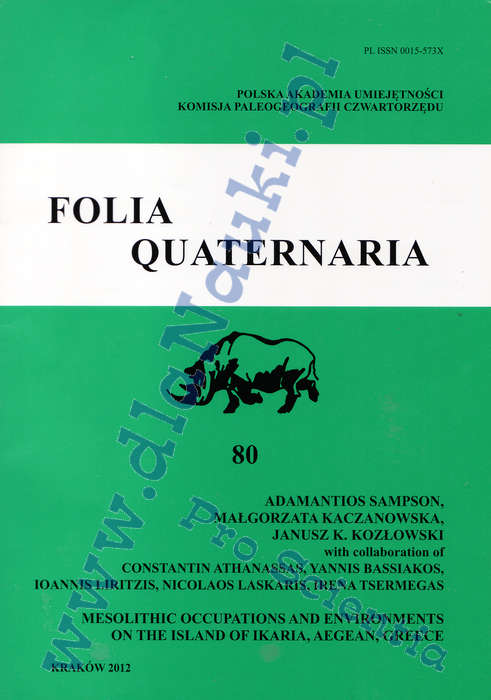 PL ISSN 0015-573X
POLSKA AKADEMIA UMIEJĘTNOŚCI
KOMISJA PALEOGEOGRAFII CZWARTORZĘDU
FOLIA
QUATERNARIA
80
ADAMANTIOS SAMPSON,
MAŁGORZATA KACZANOWSKA,
JANUSZ K. KOZŁOWSKI
with collaboration of
CONSTANTIN ATHANASSAS, YANNIS BASSIAKOS,
IOANNIS LIRITZIS, NICOLAOS LASKARIS, IRENA TSERMEGAS
MESOLITHIC OCCUPATIONS AND ENVIRONMENTS
ON THE ISLAND OF IKARIA, AEGEAN, GREECE
KRAKÓW 2012
www.dlaNauki.pl
Pro Scientia